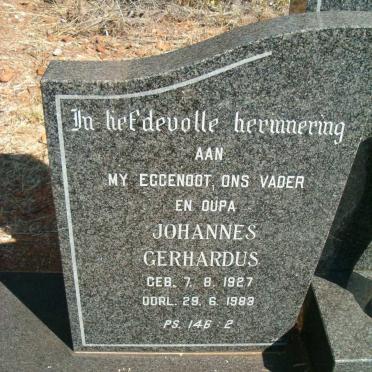 In liefdevolle herinnering
AAN
MY EGGENOOT, ONS VADER
EN OUPA
JOHANNES
GERHARDUS
GEB. 7. 8. 1927
OORL. 29. 6. 1983
PS. 146 : 2